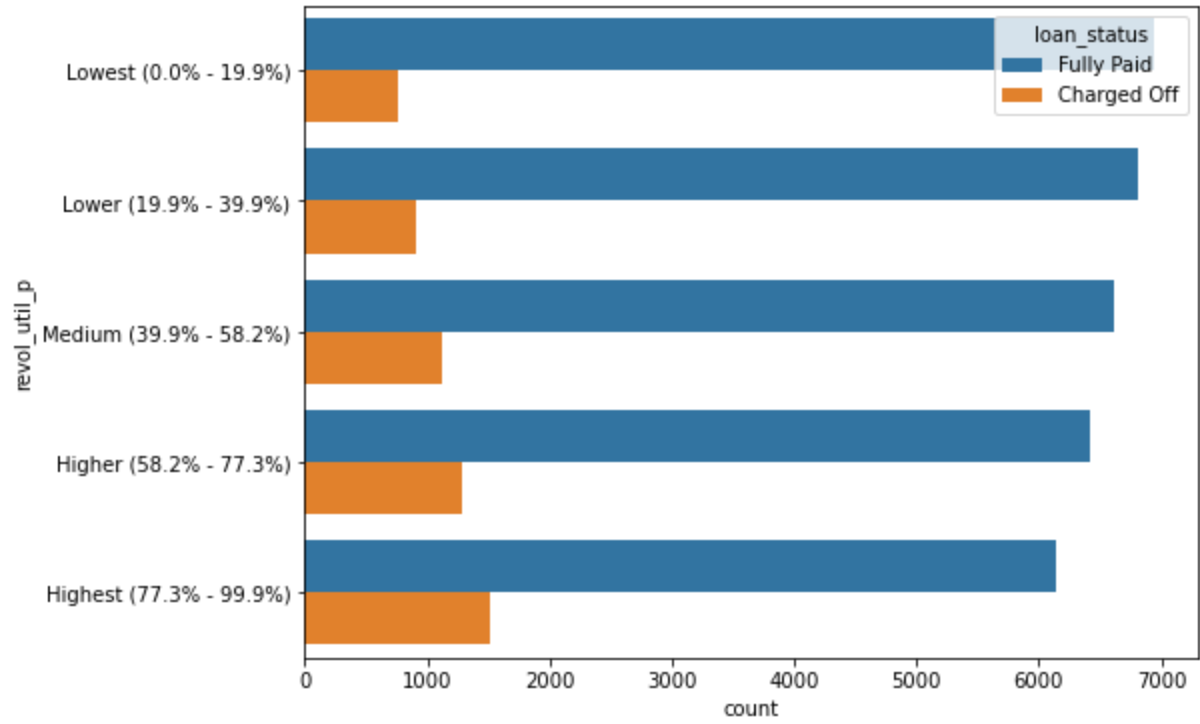 loan_status
Fully Paid
Charged Off
Lowest (0.0% - 19.9%)
Lower (19.9% - 39.9%)
Medium (39.9% - 58.2%)
Higher (58.2% - 77.3%)
Highest (77.3% - 99.9%)
revol_util_p
0 1000 2000 3000 4000 5000 6000 7000
count